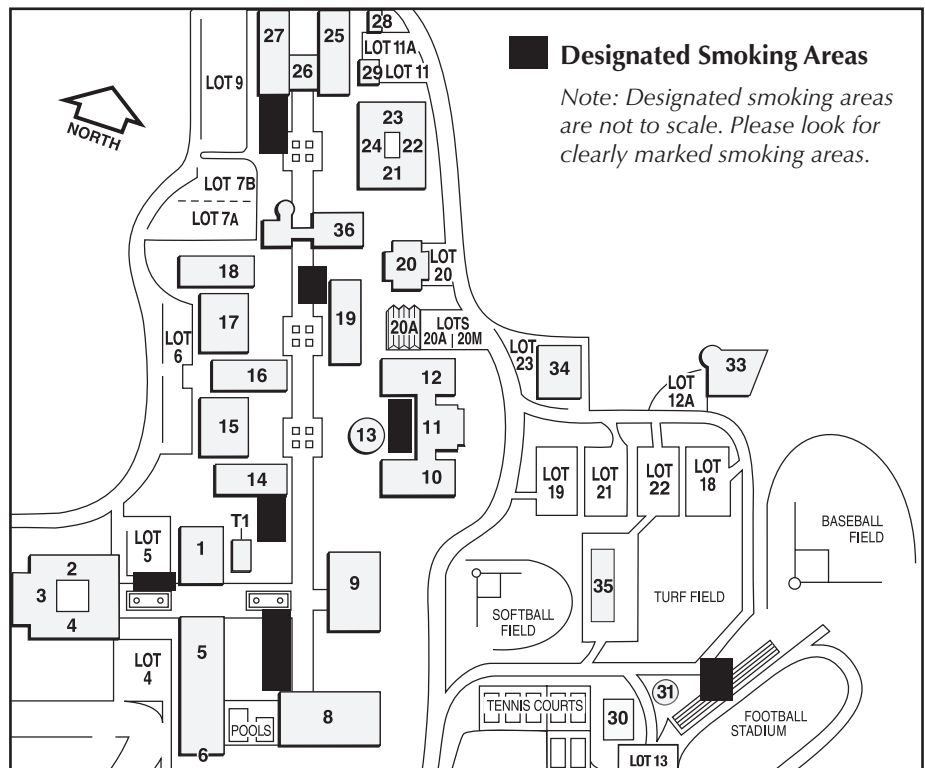 27
25
28
LOT 11A
26
29 LOT 11
LOT 9
NORTH
Designated Smoking Areas
Note: Designated smoking areas
are not to scale. Please look for
clearly marked smoking areas.
23
24 22
21
LOT 7B
LOT 7A
36
18
20
LOT
20
17
19
20A
LOTS
20A | 20M
LOT
6
16
12
LOT
23
34
33
LOT
12A
15
13
11
14
10
LOT
19
LOT
21
LOT
22
LOT
18
T1
LOT
5
1
BASEBALL
FIELD
2
3
4
9
35
TURF FIELD
SOFTBALL
FIELD
5
LOT
4
31
TENNIS COURTS
8
30
FOOTBALL
STADIUM
POOLS
6
LOT 13